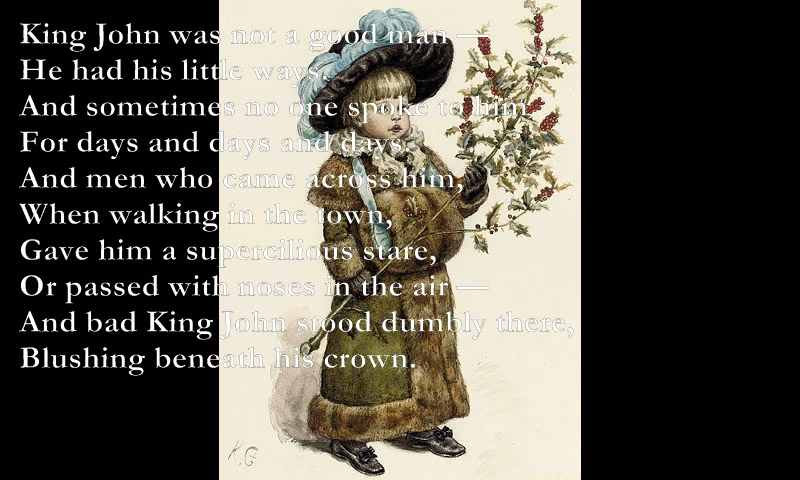 King John was not a good man —
He had his little ways.
And sometimes no one spoke to him
For days and days and days.
And men who came across him,
When walking in the town,
Gave him a supercilious stare,
Or passed with noses in the air —
And bad King John stood dumbly there,
Blushing beneath his crown.
K.G